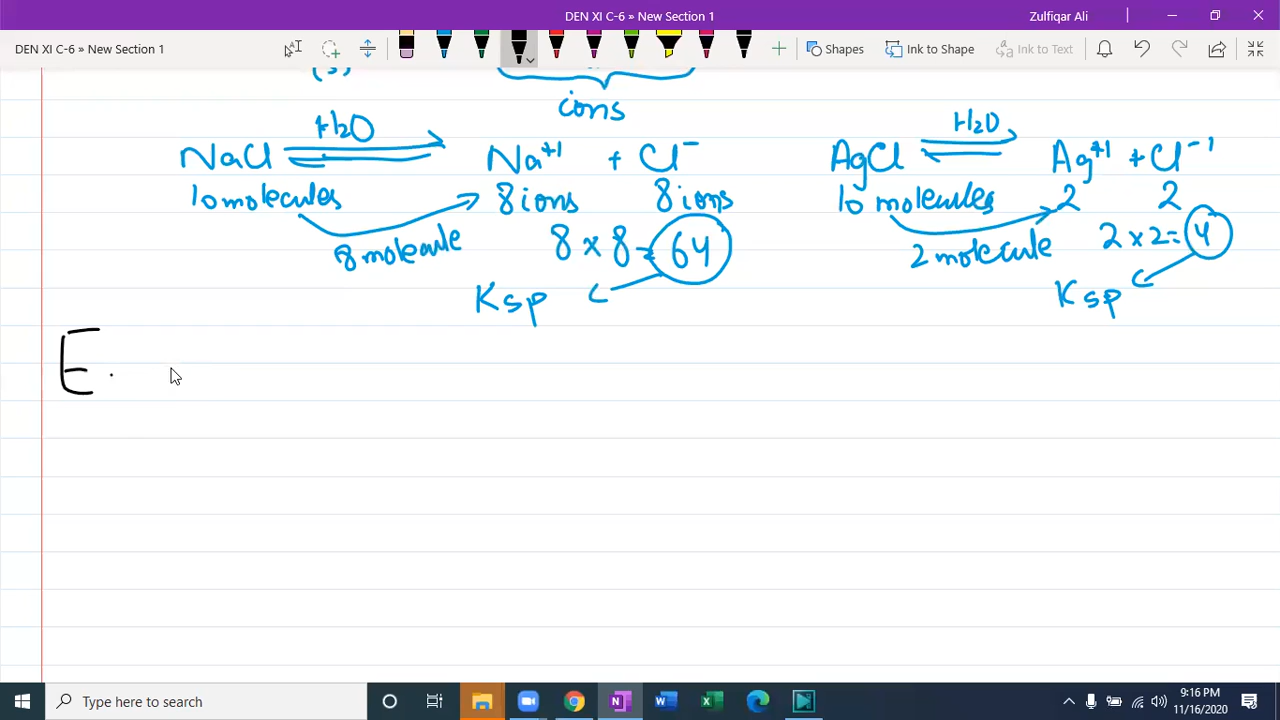 DEN XI C-6 » New Section 1
Zulfiqar Ali
DEN XI C-6 » New Section 1
Shapes
Ink to Shape
Ink to Text
(s)
ions
NaCl ⇌ H2O Na+1 + Cl-
10 molecules 8 ions 8 ions
8 molecule
8 × 8 = 64
Ksp
AgCl ⇌ H2O Ag+1 + Cl-1
10 molecules 2 2
2 molecule
2 × 2 = 4
Ksp
E.
Type here to search
9:16 PM
11/16/2020